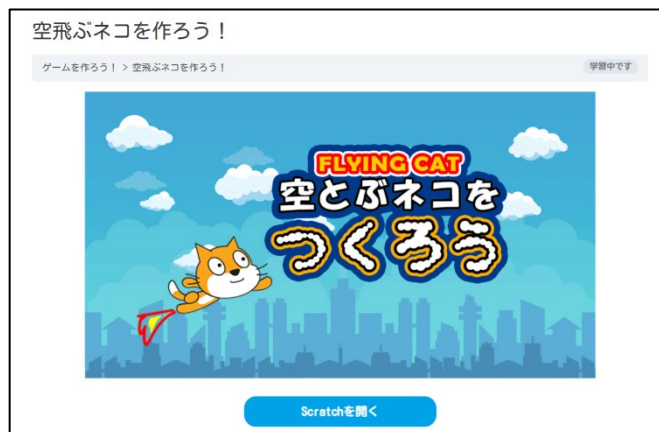 空飛ぶネコを作ろう！
ゲームを作ろう！ > 空飛ぶネコを作ろう！
学習中です
FLYING CAT
空とぶネコを
つくろう
Scratchを開く